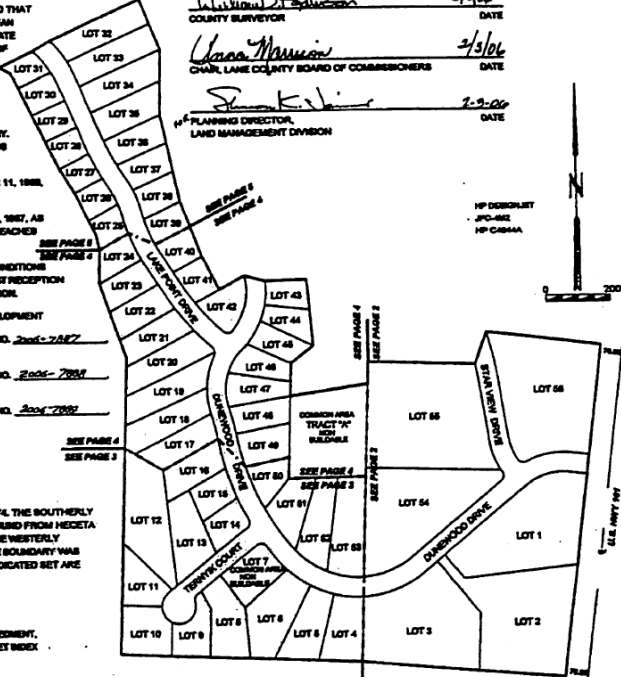 D THAT
COUNTY SURVEYOR
DATE
Anna Morrison
2/3/06
CHAIR, LANE COUNTY BOARD OF COMMISSIONERS
DATE
2-9-06
PLANNING DIRECTOR,
DATE
LAND MANAGEMENT DIVISION
HP DESIGNJET
HP C4844A
N
0 200
11, 1988,
, 1987, AS
EACHES
SEE PAGE 5
SEE PAGE 4
NDITIONS
ST RECEPTION
ION.
LOPMENT
NO. 2006-7887
NO. 2006-7888
NO. 2006-7889
SEE PAGE 4
SEE PAGE 3
THE SOUTHERLY
UND FROM HECETA
E WESTERLY
BOUNDARY WAS
DICATED SET ARE
ET INDEX
SEE PAGE 5
SEE PAGE 4
LOT 32
LOT 33
LOT 31
LOT 34
LOT 30
LOT 35
LOT 29
LOT 36
LOT 28
LOT 37
LOT 27
LOT 38
LOT 26
LOT 39
LOT 25
LOT 40
LOT 24
LAKE POINT DRIVE
LOT 41
LOT 23
LOT 42
LOT 43
LOT 22
LOT 44
LOT 21
LOT 45
LOT 20
LOT 46
LOT 19
LOT 47
LOT 18
LOT 48
LOT 17
LOT 49
LOT 16
LOT 50
DUNEWOOD DRIVE
COMMON AREA
TRACT "A"
NON
BUILDABLE
SEE PAGE 4
SEE PAGE 3
SEE PAGE 4
SEE PAGE 2
SEE PAGE 3
LOT 55
STAR VIEW DRIVE
LOT 56
LOT 15
LOT 51
LOT 54
LOT 14
LOT 52
LOT 53
DUNEWOOD DRIVE
LOT 1
U.S. HWY. 101
LOT 12
LOT 13
TERNYIK COURT
LOT 7
COMMON AREA
NON
BUILDABLE
LOT 11
LOT 10
LOT 9
LOT 8
LOT 6
LOT 5
LOT 4
LOT 3
LOT 2